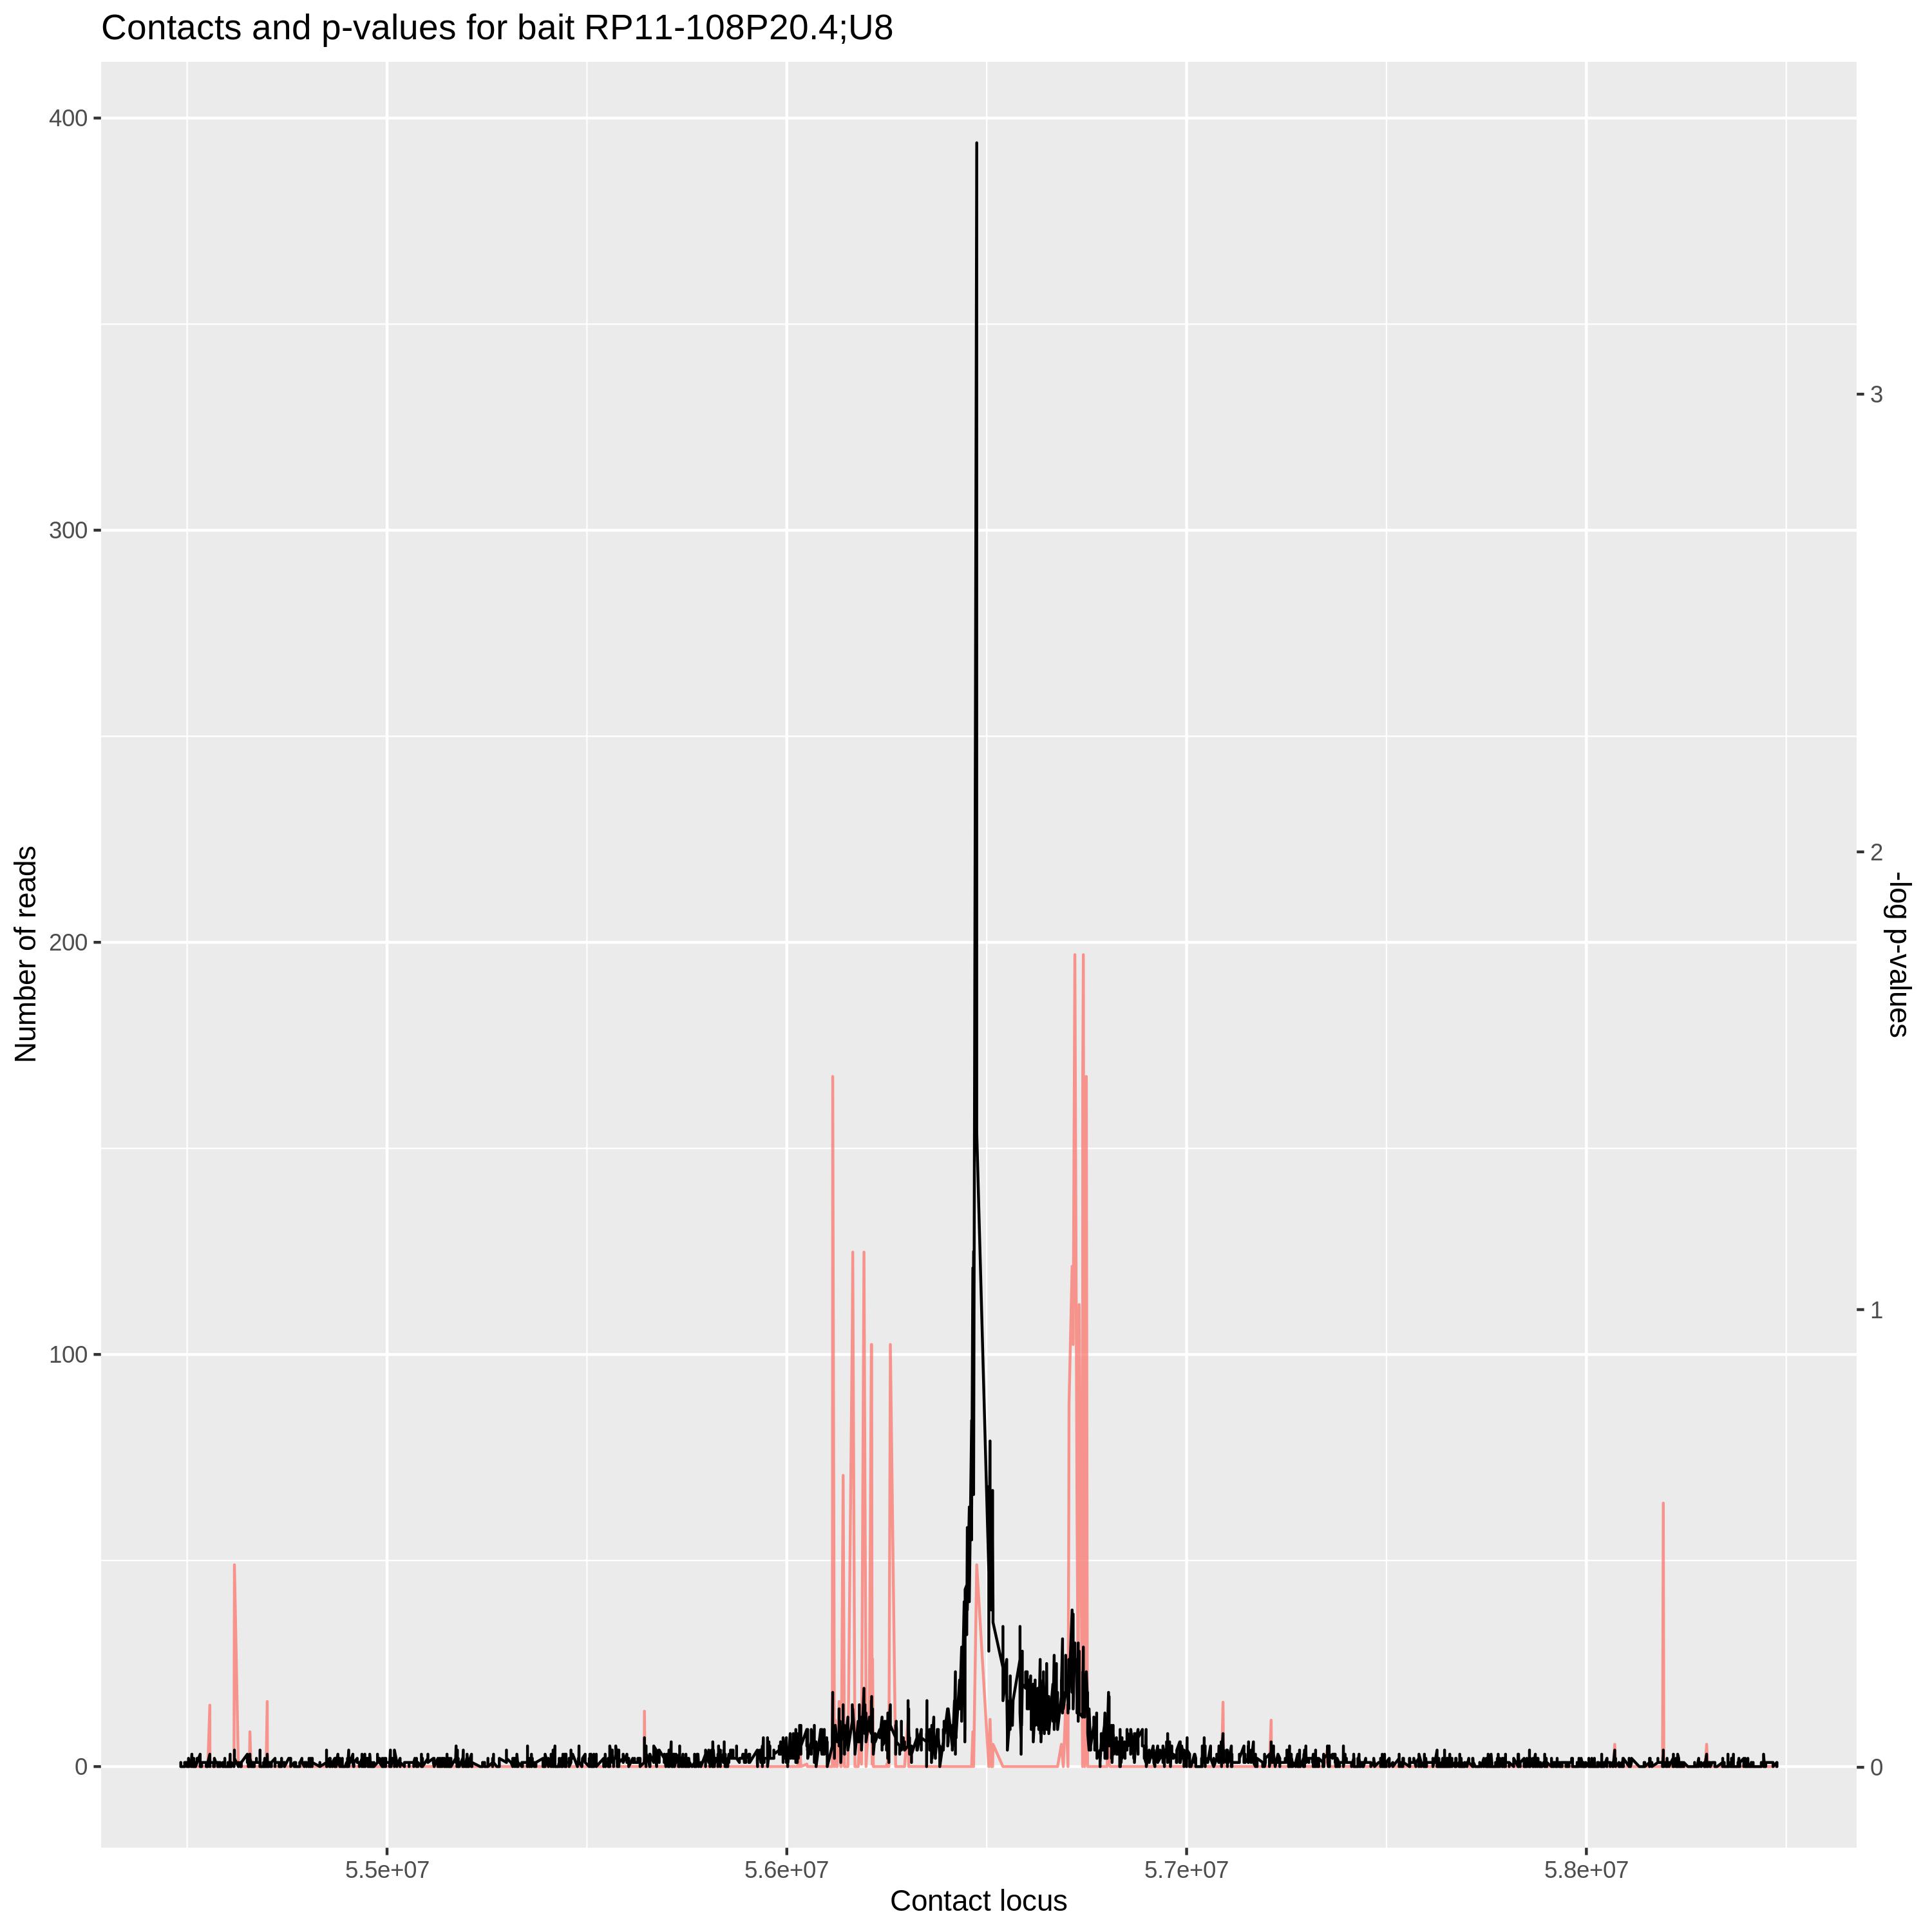 Contacts and p-values for bait RP11-108P20.4;U8
400
300
200
100
0
Number of reads
3
2
1
0
-log p-values
5.5e+07 5.6e+07 5.7e+07 5.8e+07
Contact locus